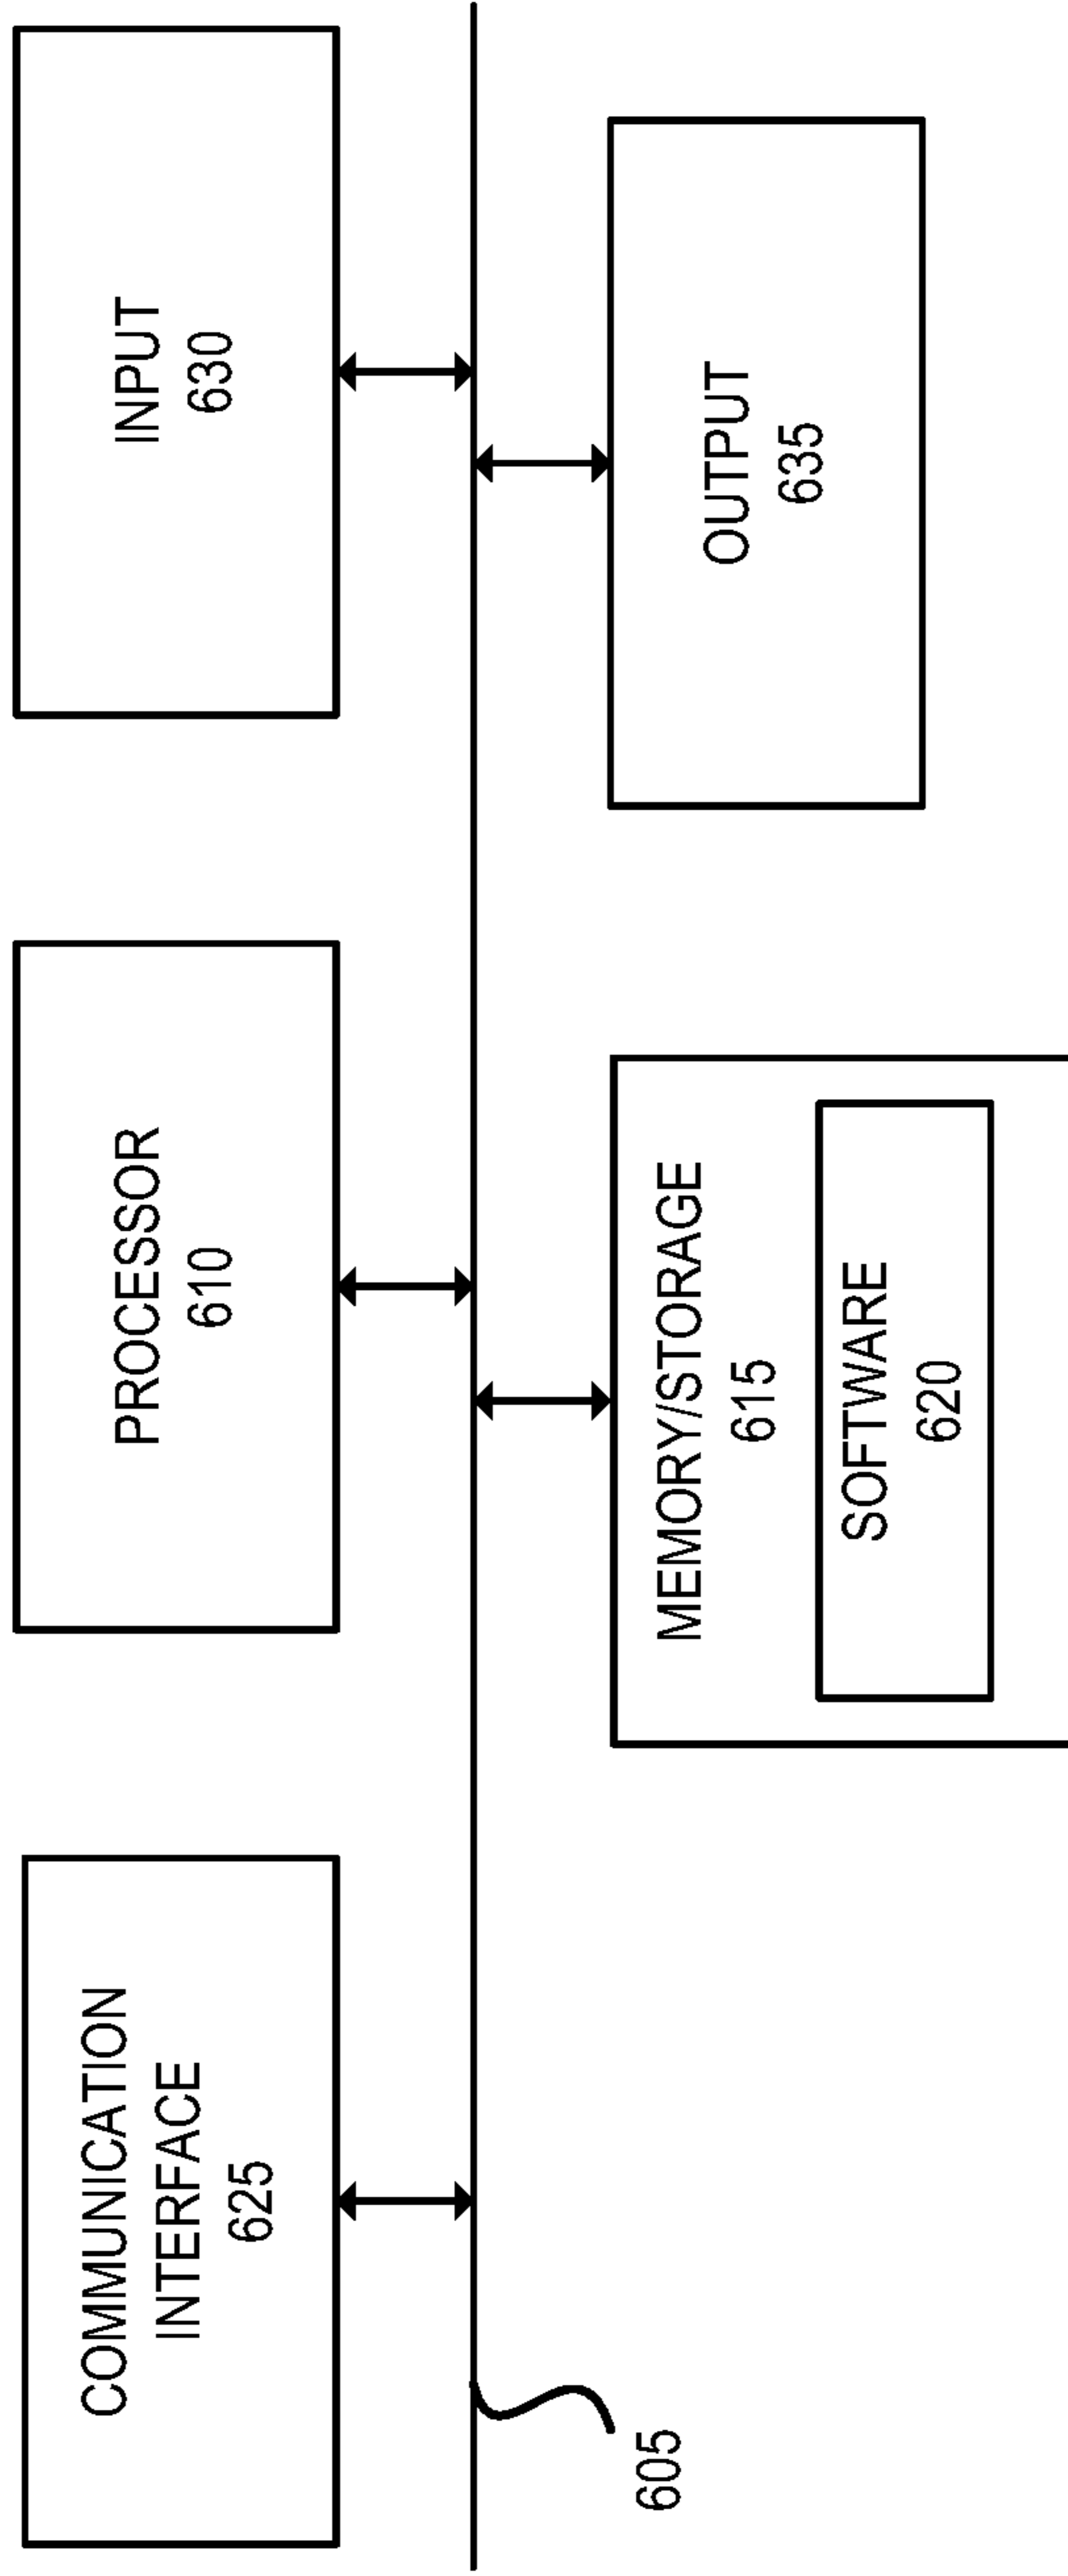 COMMUNICATION
INTERFACE
625
PROCESSOR
610
INPUT
630
605
MEMORY/STORAGE
615
SOFTWARE
620
OUTPUT
635